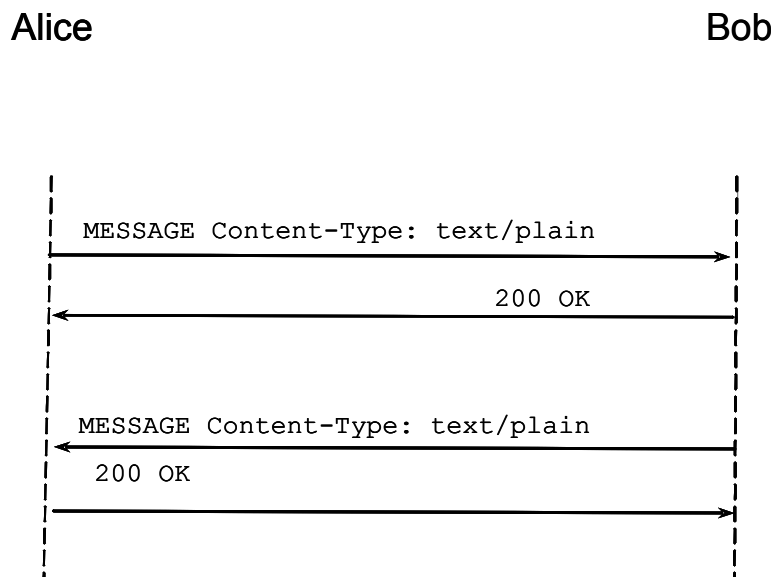 Alice
Bob
MESSAGE Content-Type: text/plain
200 OK
MESSAGE Content-Type: text/plain
200 OK